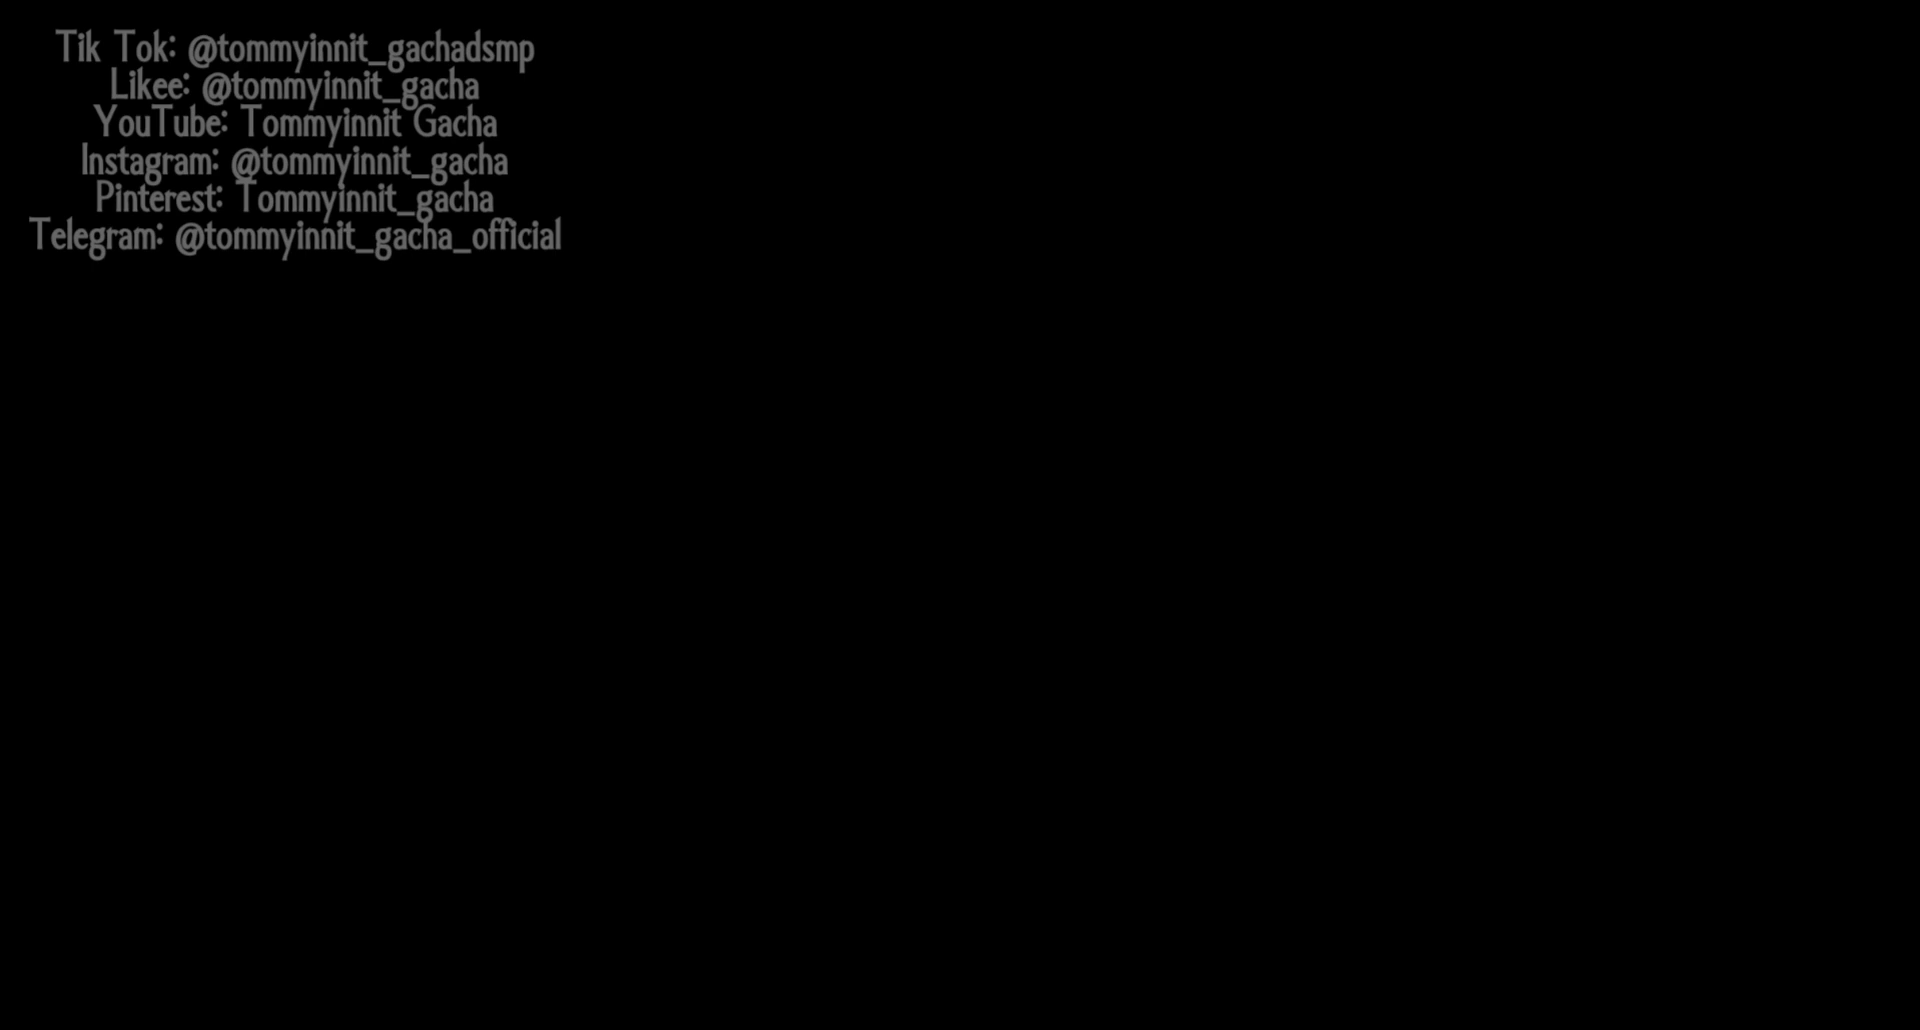 Tik Tok: @tommyinnit_gachadsmp
Likee: @tommyinnit_gacha
YouTube: Tommyinnit Gacha
Instagram: @tommyinnit_gacha
Pinterest: Tommyinnit_gacha
Telegram: @tommyinnit_gacha_official